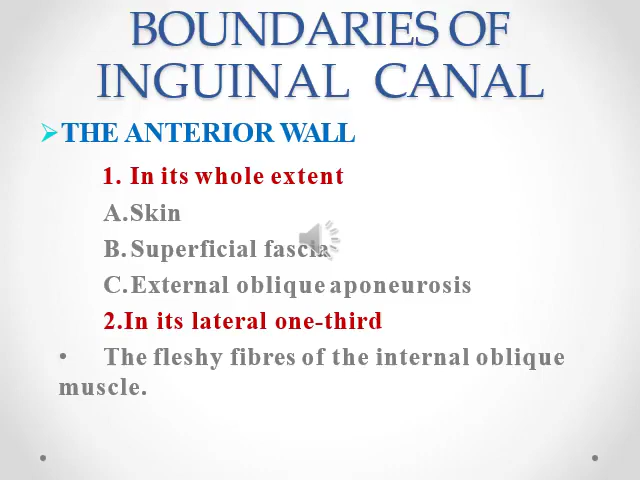 BOUNDARIES OF
INGUINAL CANAL
➢THE ANTERIOR WALL
1. In its whole extent
A.Skin
B.Superficial fascia
C.External oblique aponeurosis
2.In its lateral one-third
• The fleshy fibres of the internal oblique
muscle.